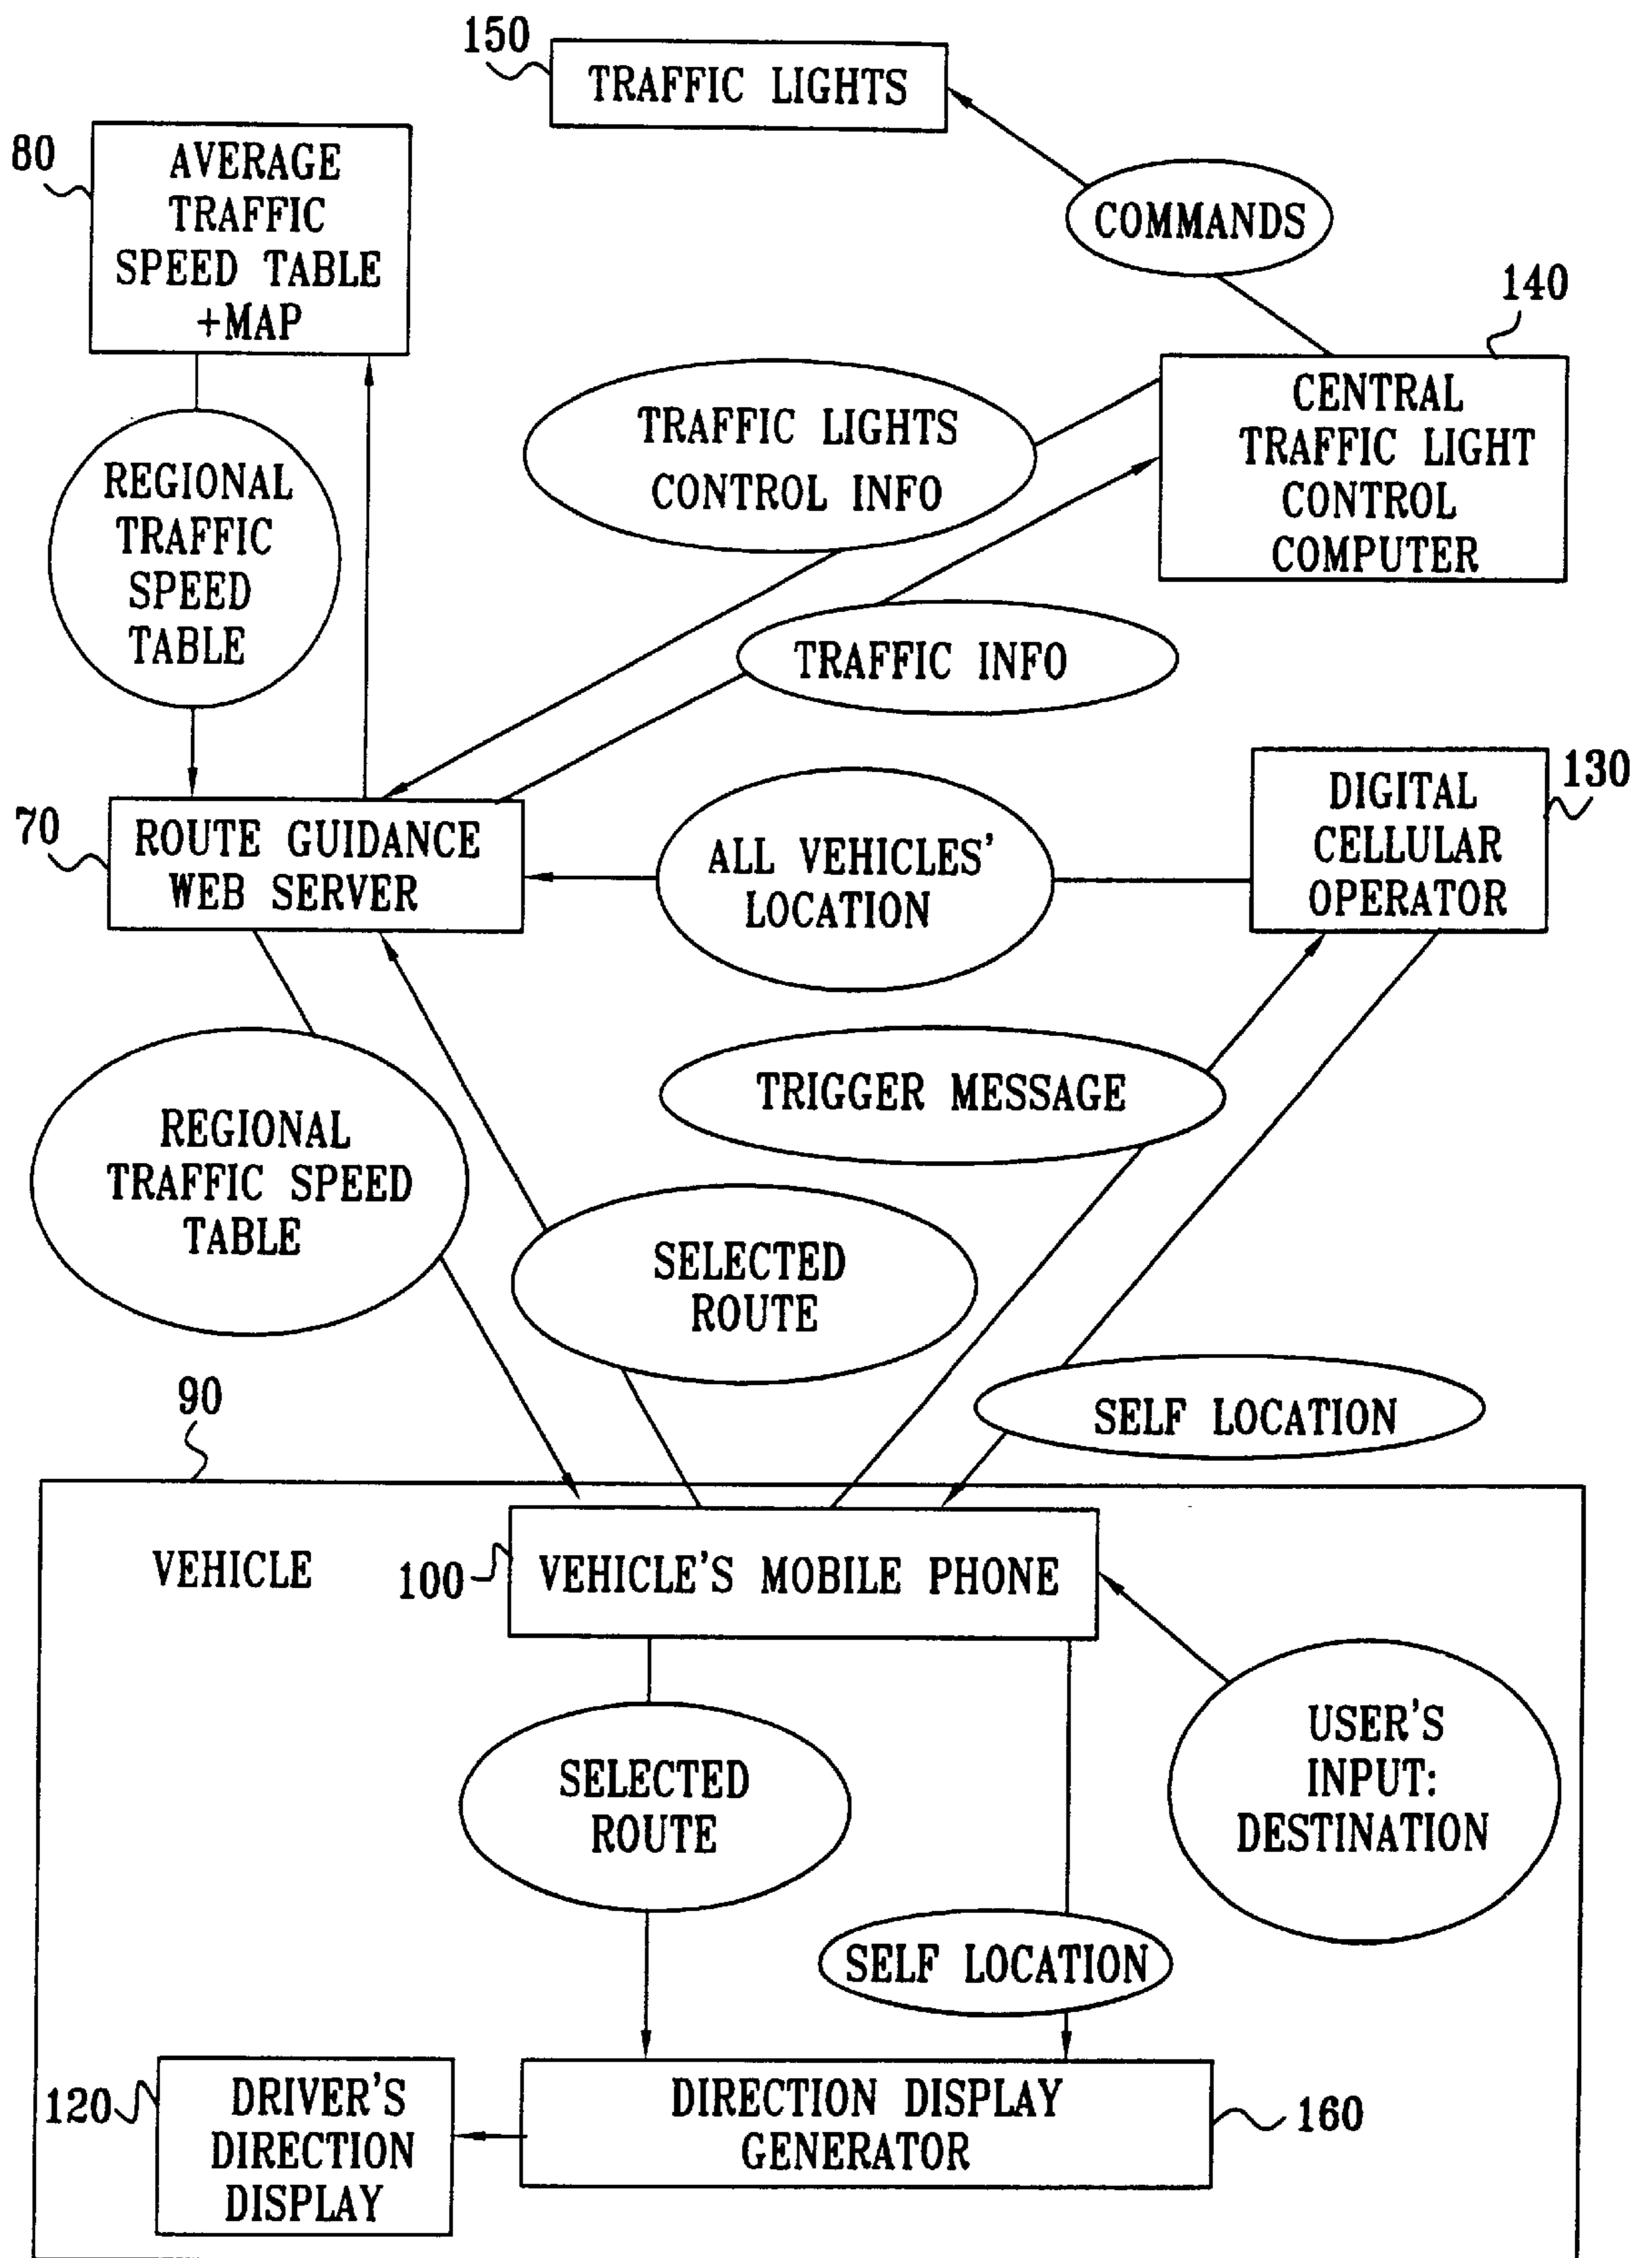 150
TRAFFIC LIGHTS
80
AVERAGE
TRAFFIC
SPEED TABLE
+MAP
COMMANDS
140
CENTRAL
TRAFFIC LIGHT
CONTROL
COMPUTER
TRAFFIC LIGHTS
CONTROL INFO
REGIONAL
TRAFFIC
SPEED
TABLE
TRAFFIC INFO
70
ROUTE GUIDANCE
WEB SERVER
ALL VEHICLES'
LOCATION
DIGITAL
CELLULAR
OPERATOR
130
TRIGGER MESSAGE
REGIONAL
TRAFFIC SPEED
TABLE
SELECTED
ROUTE
SELF LOCATION
90
VEHICLE
100
VEHICLE'S MOBILE PHONE
USER'S
INPUT:
DESTINATION
SELECTED
ROUTE
SELF LOCATION
120
DRIVER'S
DIRECTION
DISPLAY
DIRECTION DISPLAY
GENERATOR
160